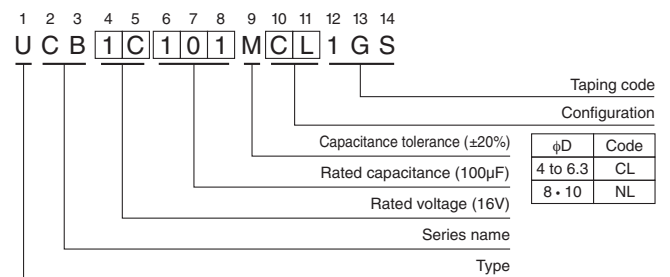 1 2 3 4 5 6 7 8 9 10 11 12 13 14
U C B 1 C 1 0 1 M C L 1 G S
Taping code
Configuration
Capacitance tolerance (±20%)
Rated capacitance (100µF)
Rated voltage (16V)
Series name
Type
ϕD Code
4 to 6.3 CL
8 • 10 NL